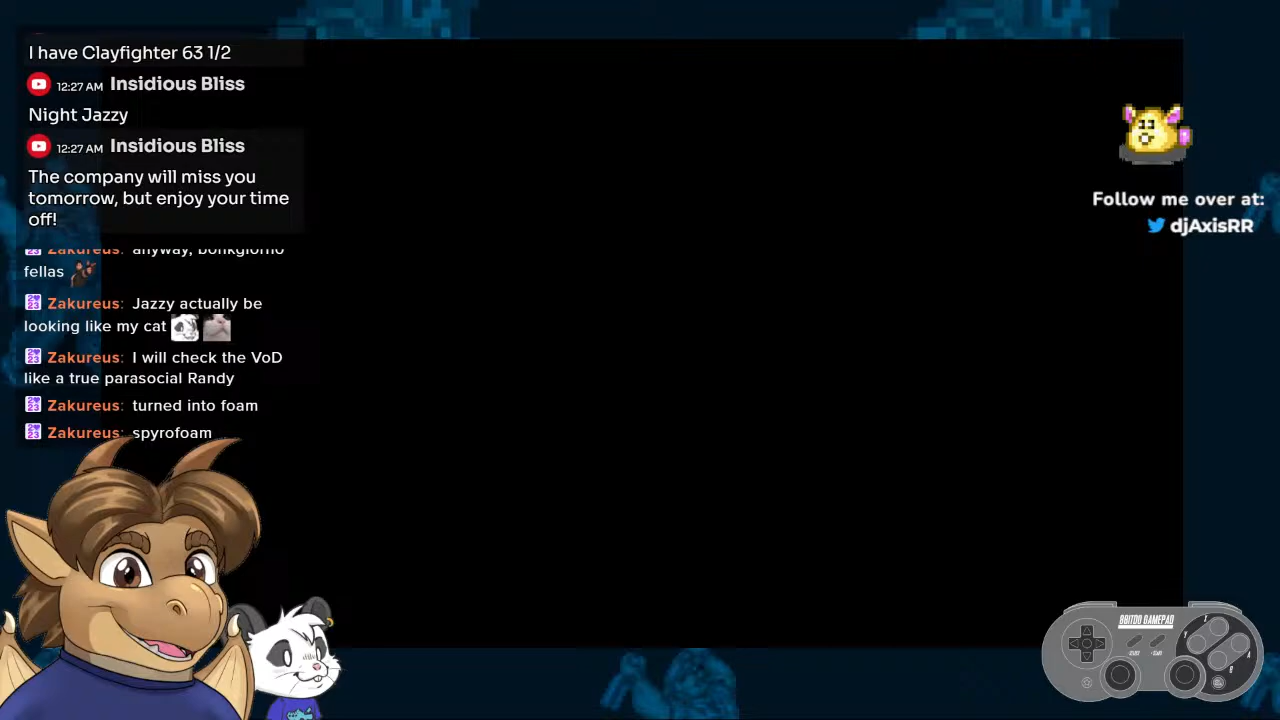 I have Clayfighter 63 1/2
12:27 AM Insidious Bliss
Night Jazzy
12:27 AM Insidious Bliss
The company will miss you
tomorrow, but enjoy your time
off!
Zakureus: anyway, bonkgiorno
fellas
Zakureus: Jazzy actually be
looking like my cat
Zakureus: I will check the VoD
like a true parasocial Randy
Zakureus: turned into foam
Zakureus: spyrofoam
Follow me over at:
djAxisRR
8BITDO GAMEPAD
Y
X
A
B